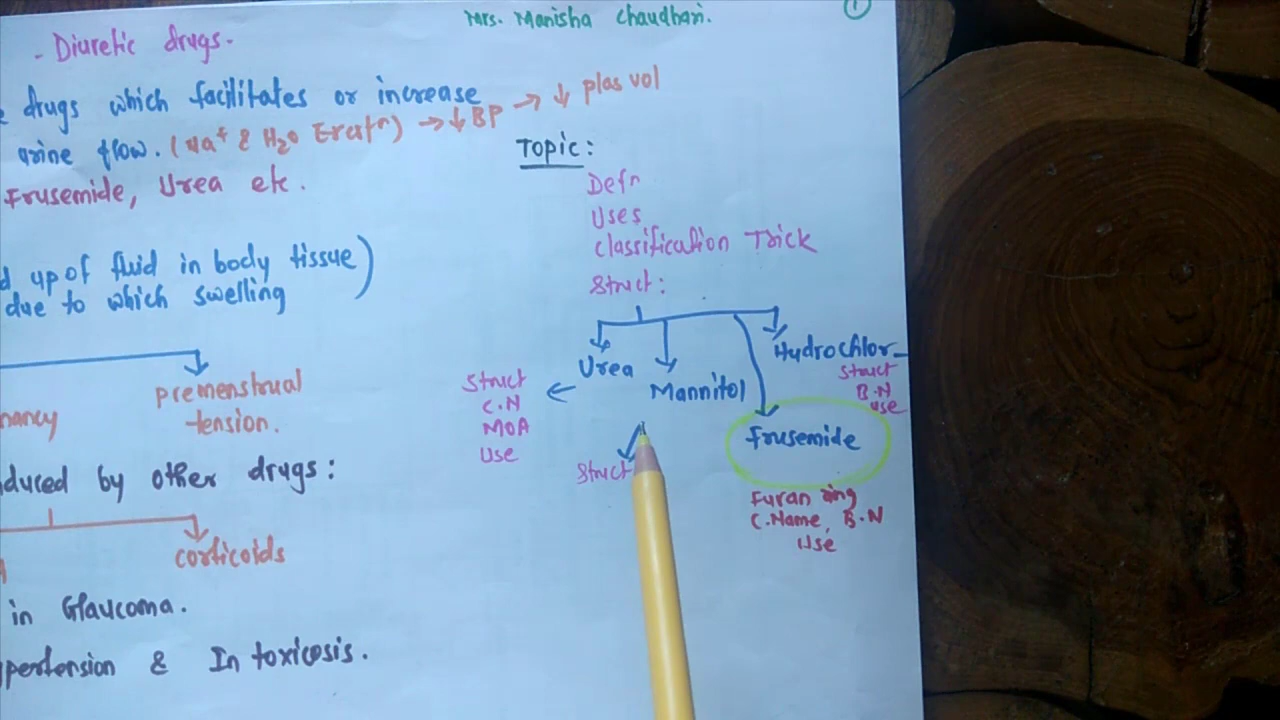 Mrs. Manisha Chaudhari.
1
- Diuretic drugs.
drugs which facilitates or increase
urine flow. (Na+ & H2O Excretn) → ↓ BP → ↓ plas vol
Frusemide, Urea etc.
up of fluid in body tissue)
due to which swelling
premenstrual
tension.
by other drugs:
corticoids
in Glaucoma.
& In toxicosis.
Topic:
Defn
Uses
Classification Trick
Struct:
Urea
Mannitol
Hydrochlor-
Struct
B.N
use
Struct
C.N
MOA
Use
Struct
Frusemide
Furan ring
C.Name, B.N
Use